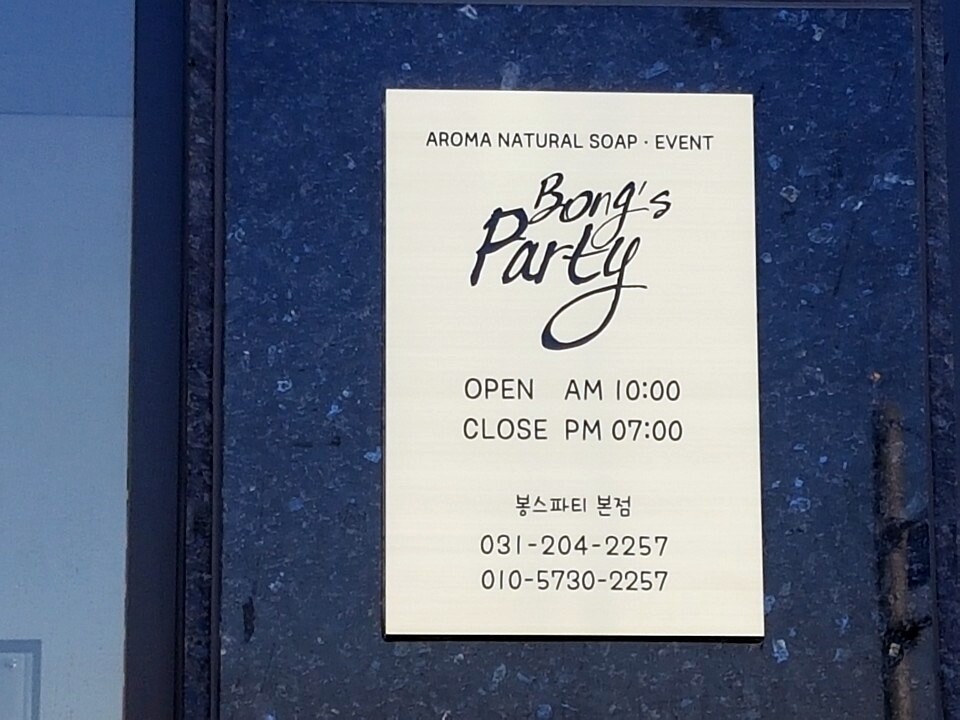 AROMA NATURAL SOAP · EVENT
Bong's
Party
OPEN AM 10:00
CLOSE PM 07:00
봉스파티 본점
031-204-2257
010-5730-2257